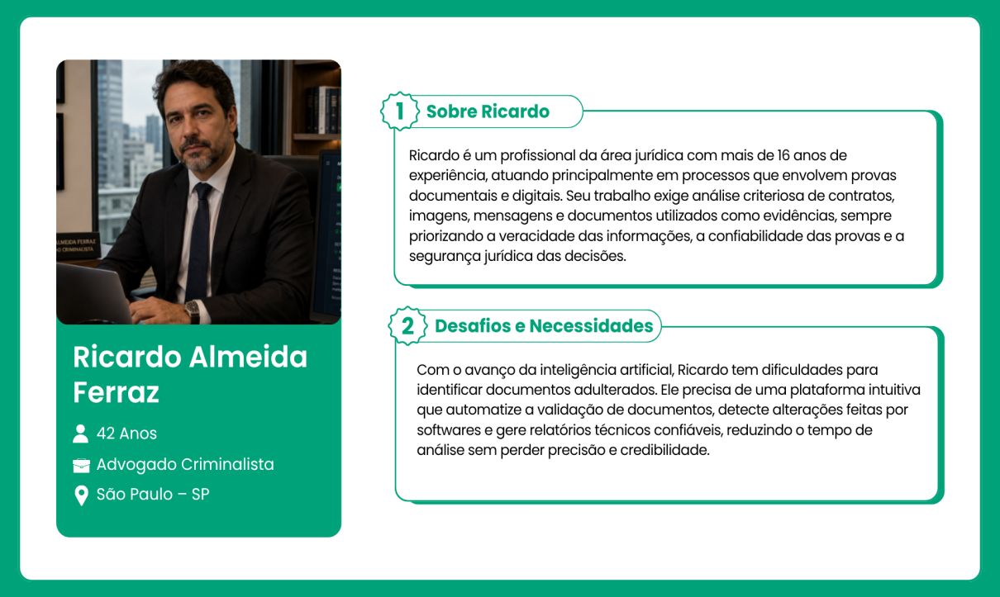 ALMEIDA FERRAZ
CRIMINALISTA
Ricardo Almeida
Ferraz
42 Anos
Advogado Criminalista
São Paulo – SP
1 Sobre Ricardo
Ricardo é um profissional da área jurídica com mais de 16 anos de
experiência, atuando principalmente em processos que envolvem provas
documentais e digitais. Seu trabalho exige análise criteriosa de contratos,
imagens, mensagens e documentos utilizados como evidências, sempre
priorizando a veracidade das informações, a confiabilidade das provas e a
segurança jurídica das decisões.
2 Desafios e Necessidades
Com o avanço da inteligência artificial, Ricardo tem dificuldades para
identificar documentos adulterados. Ele precisa de uma plataforma intuitiva
que automatize a validação de documentos, detecte alterações feitas por
softwares e gere relatórios técnicos confiáveis, reduzindo o tempo de
análise sem perder precisão e credibilidade.